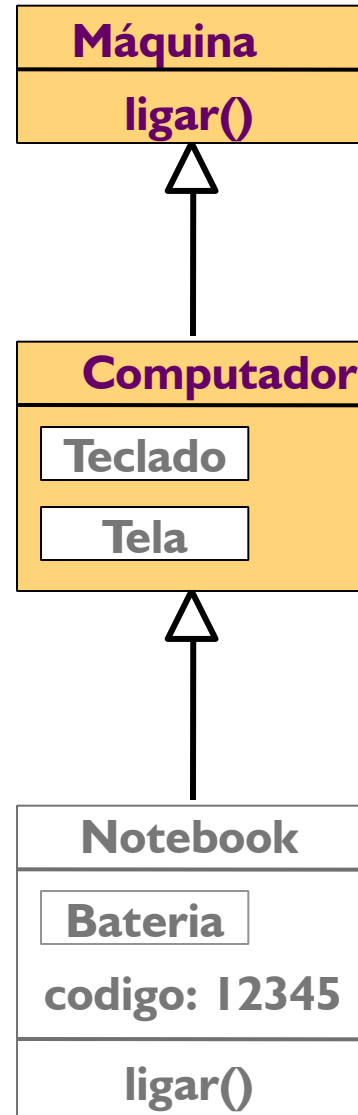 Máquina
ligar()
Computador
Teclado
Tela
Notebook
Bateria
codigo: 12345
ligar()